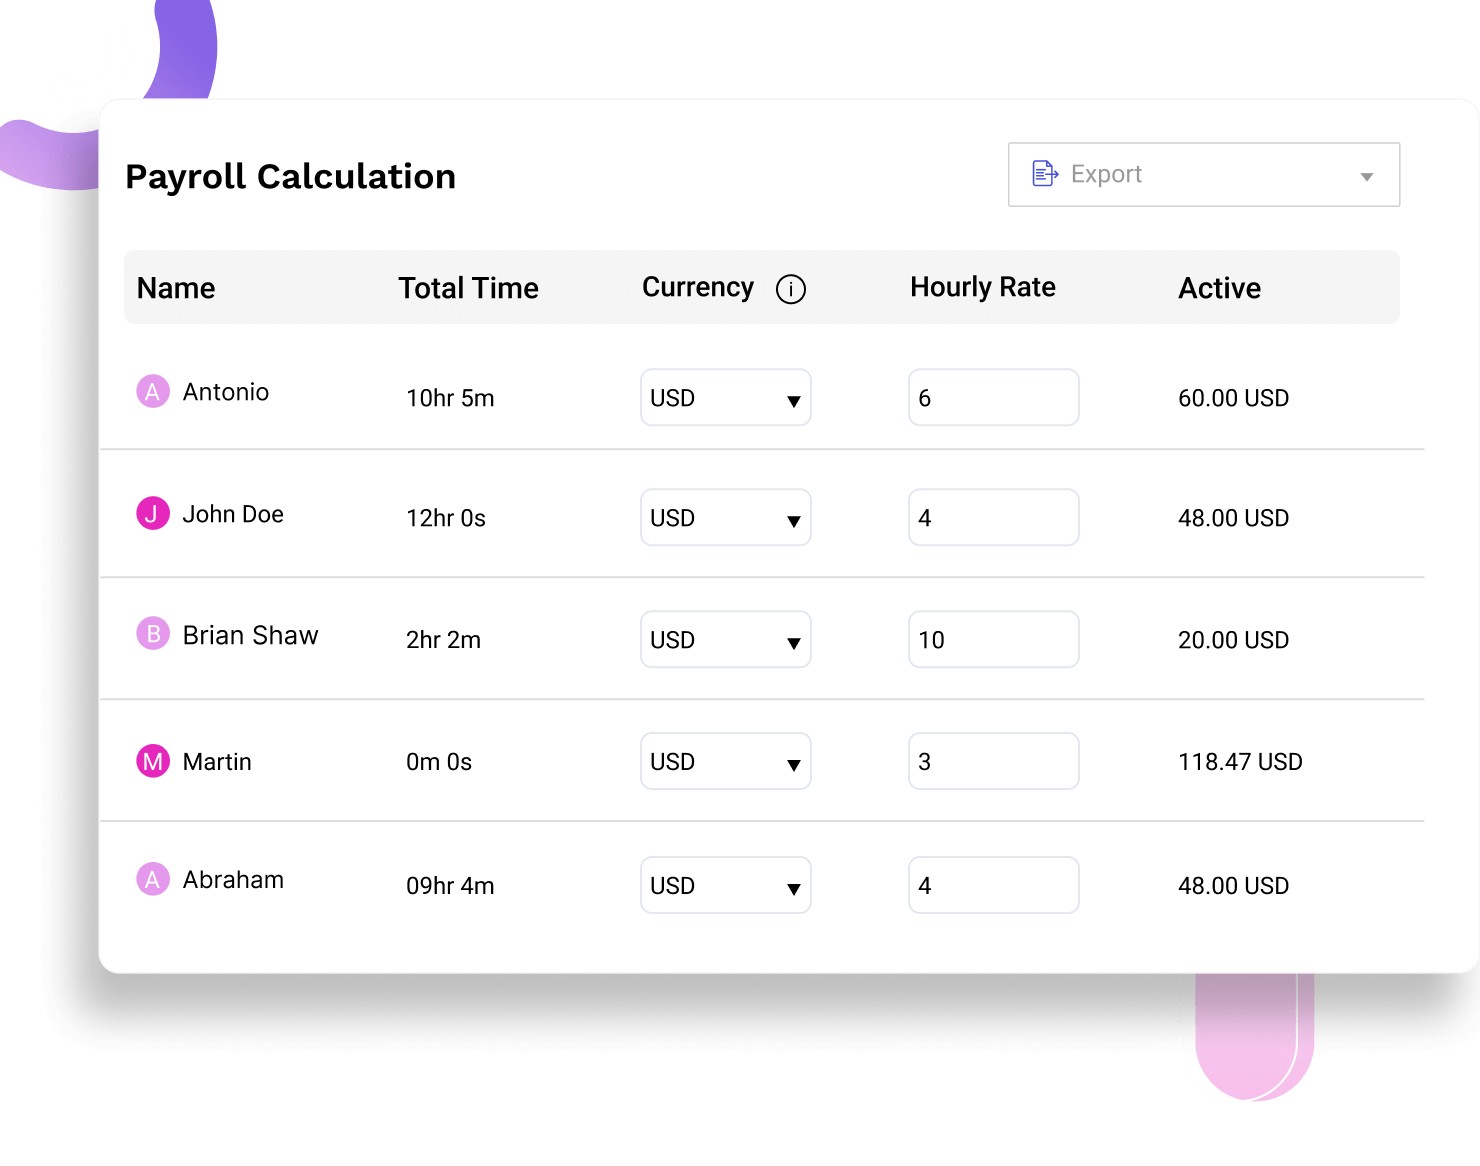 Payroll Calculation
Export
Name Total Time Currency i Hourly Rate Active
A Antonio 10hr 5m USD 6 60.00 USD
J John Doe 12hr 0s USD 4 48.00 USD
B Brian Shaw 2hr 2m USD 10 20.00 USD
M Martin 0m 0s USD 3 118.47 USD
A Abraham 09hr 4m USD 4 48.00 USD